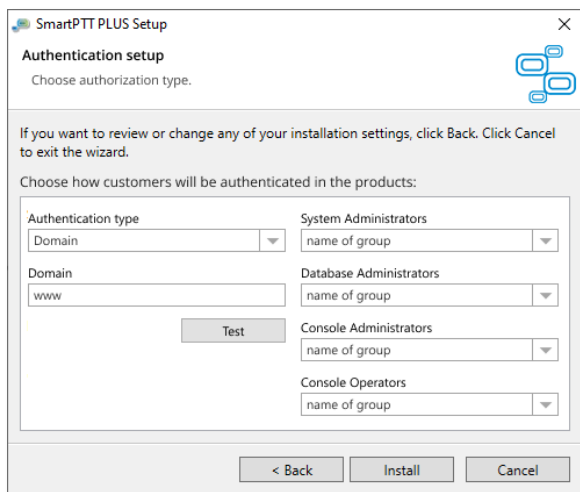 SmartPTT PLUS Setup
Authentication setup
Choose authorization type.
If you want to review or change any of your installation settings, click Back. Click Cancel
to exit the wizard.
Choose how customers will be authenticated in the products:
Authentication type
Domain
Domain
www
Test
System Administrators
name of group
Database Administrators
name of group
Console Administrators
name of group
Console Operators
name of group
< Back
Install
Cancel